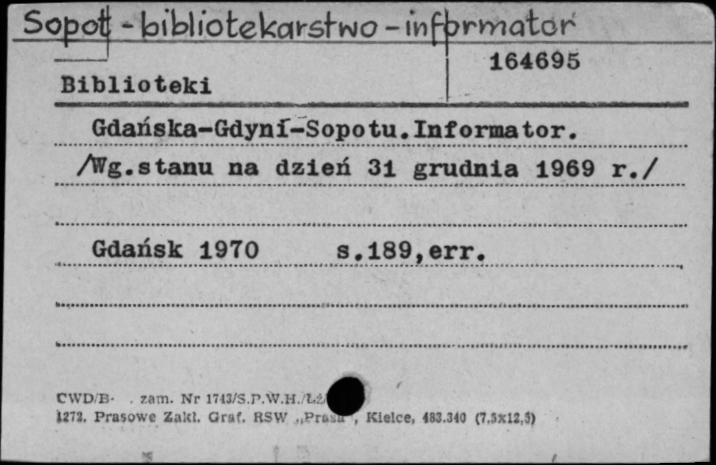 Sopot - bibliotekarstwo - informator
164695
Biblioteki
Gdańska-Gdyni-Sopotu.Informator.
/Wg.stanu na dzień 31 grudnia 1969 r./
Gdańsk 1970 s.189,err.
CWD/B- . zam. Nr 1743/S.P.W.H./Łż/
1272. Prasowe Zakł. Graf. RSW „Prasa", Kielce, 483.340 (7,5x12,5)